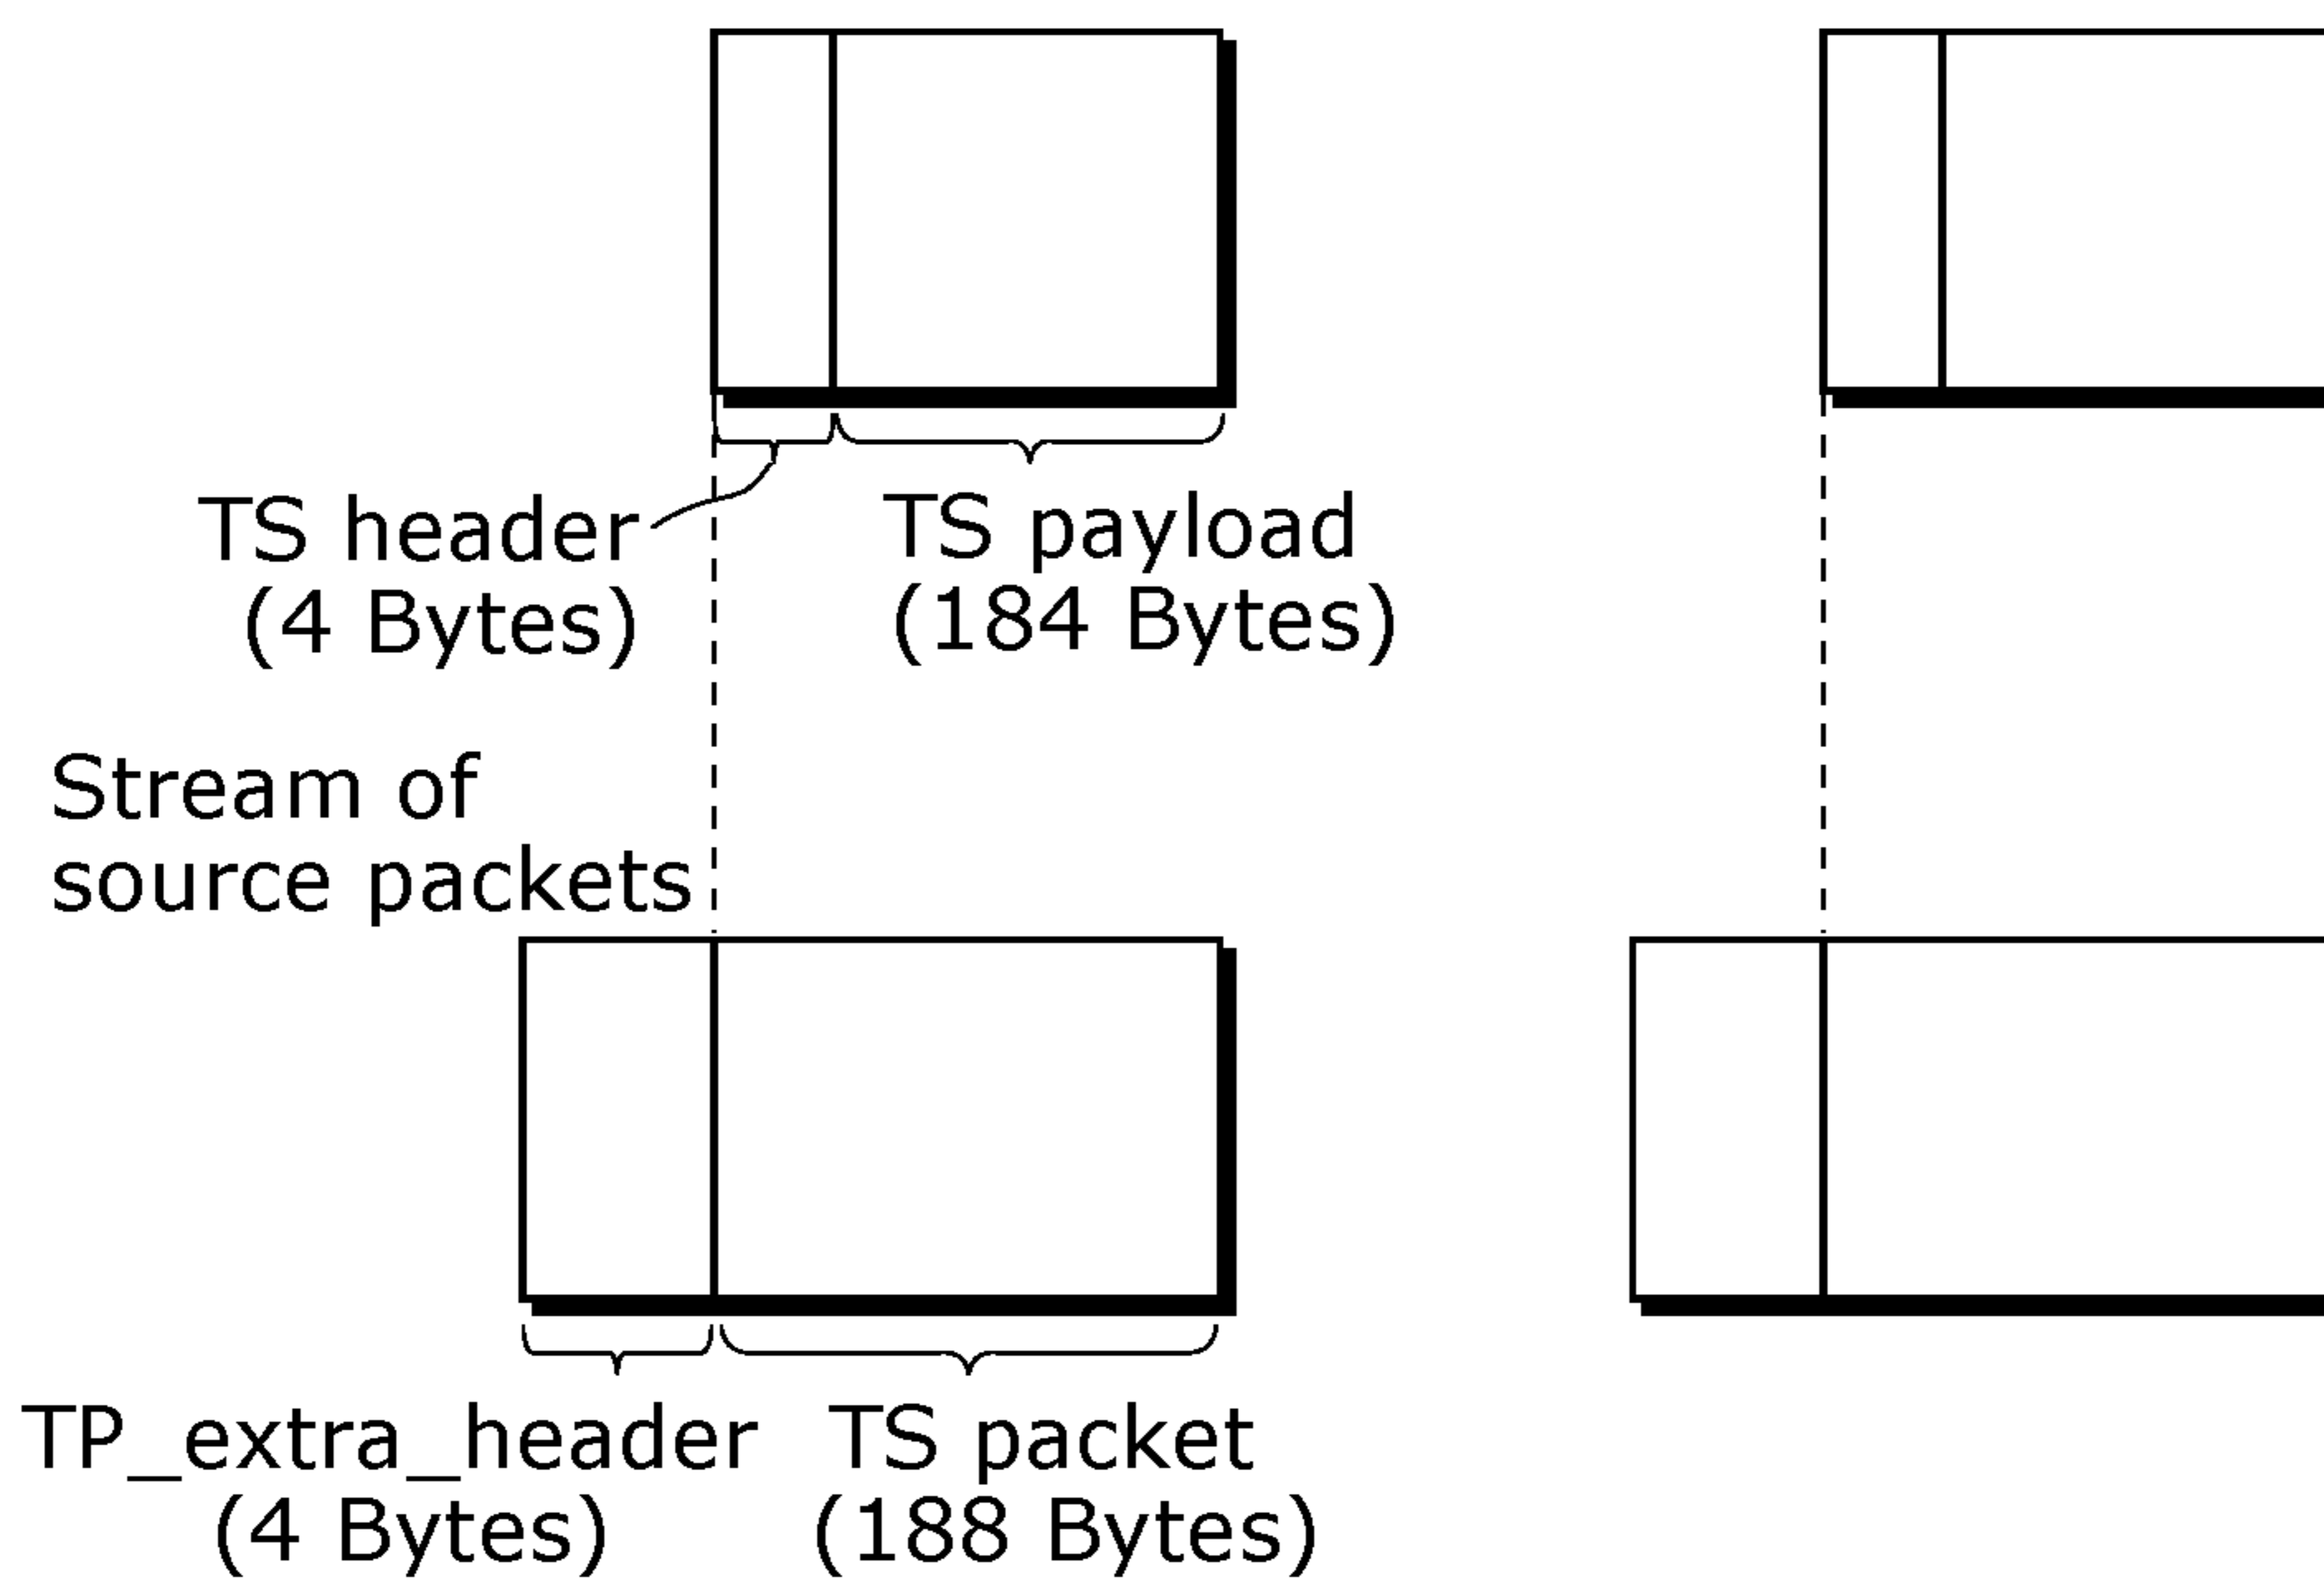 TS header
(4 Bytes)
TS payload
(184 Bytes)
Stream of
source packets
TP_extra_header
(4 Bytes)
TS packet
(188 Bytes)